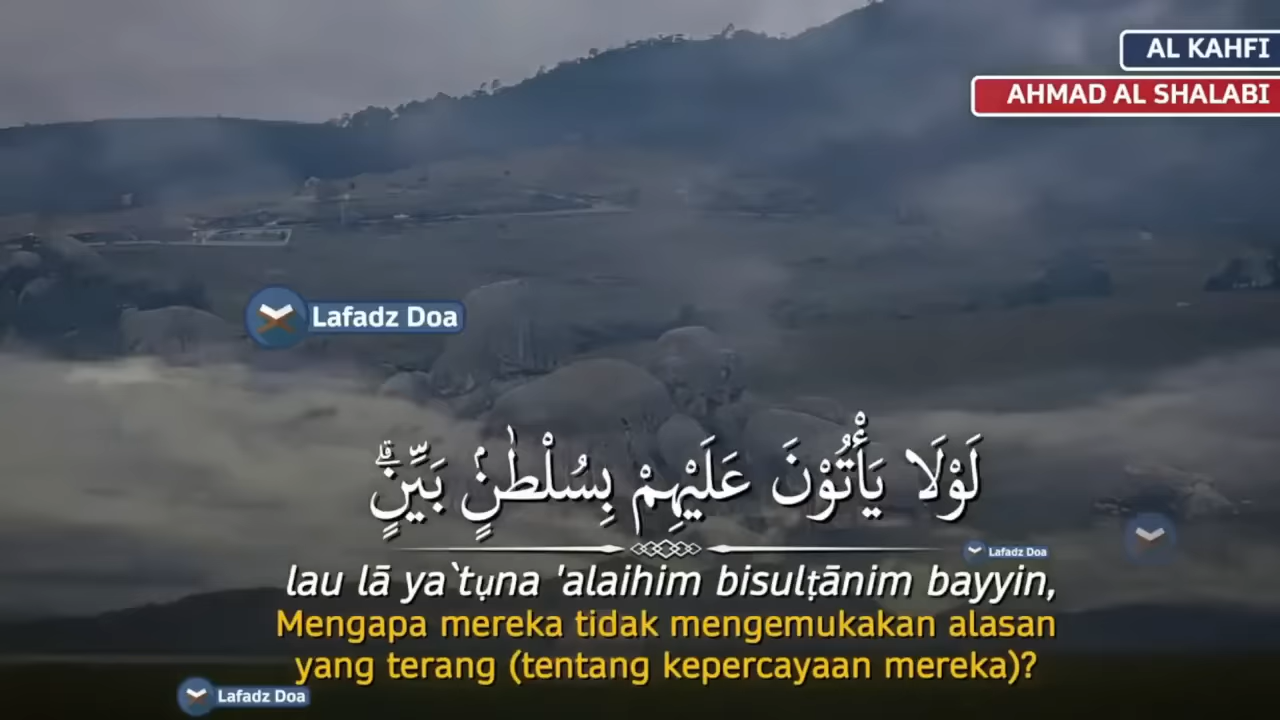 AL KAHFI
AHMAD AL SHALABI
Lafadz Doa
لَوْلَا يَأْتُوْنَ عَلَيْهِمْ بِسُلْطٰنٍۢ بَيِّنٍۗ
Lafadz Doa
lau lā ya`tụna 'alaihim bisulṭānim bayyin,
Mengapa mereka tidak mengemukakan alasan
yang terang (tentang kepercayaan mereka)?
Lafadz Doa